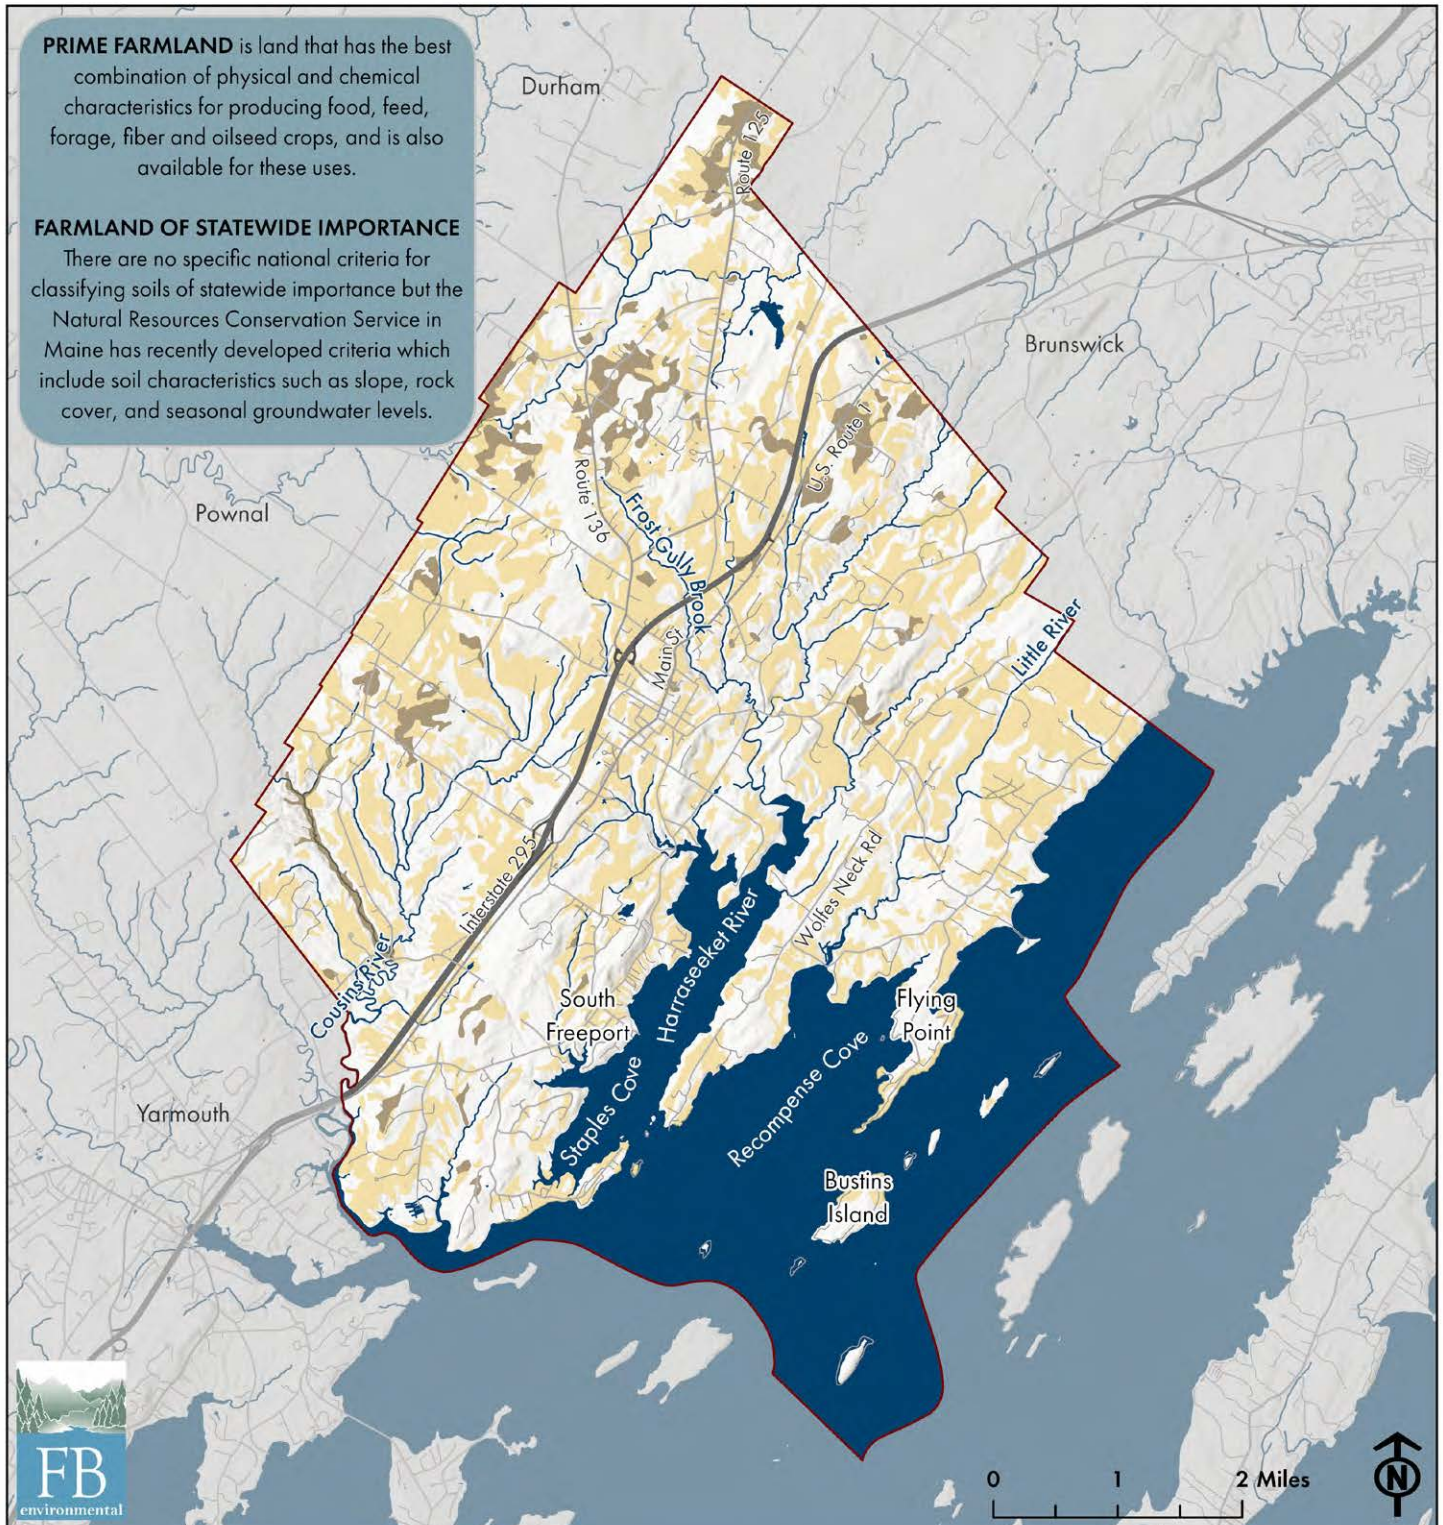 PRIME FARMLAND is land that has the best
combination of physical and chemical
characteristics for producing food, feed,
forage, fiber and oilseed crops, and is also
available for these uses.
FARMLAND OF STATEWIDE IMPORTANCE
There are no specific national criteria for
classifying soils of statewide importance but the
Natural Resources Conservation Service in
Maine has recently developed criteria which
include soil characteristics such as slope, rock
cover, and seasonal groundwater levels.
Durham
Route 125
Brunswick
U.S. Route 1
Route 136
Pownal
Frost Gully Brook
Main St
Little River
Interstate 295
Wolfes Neck Rd
Harraseeket River
Cousins River
South
Freeport
Flying
Point
Staples Cove
Recompense Cove
Yarmouth
Bustins
Island
FB
environmental
0 1 2 Miles
N